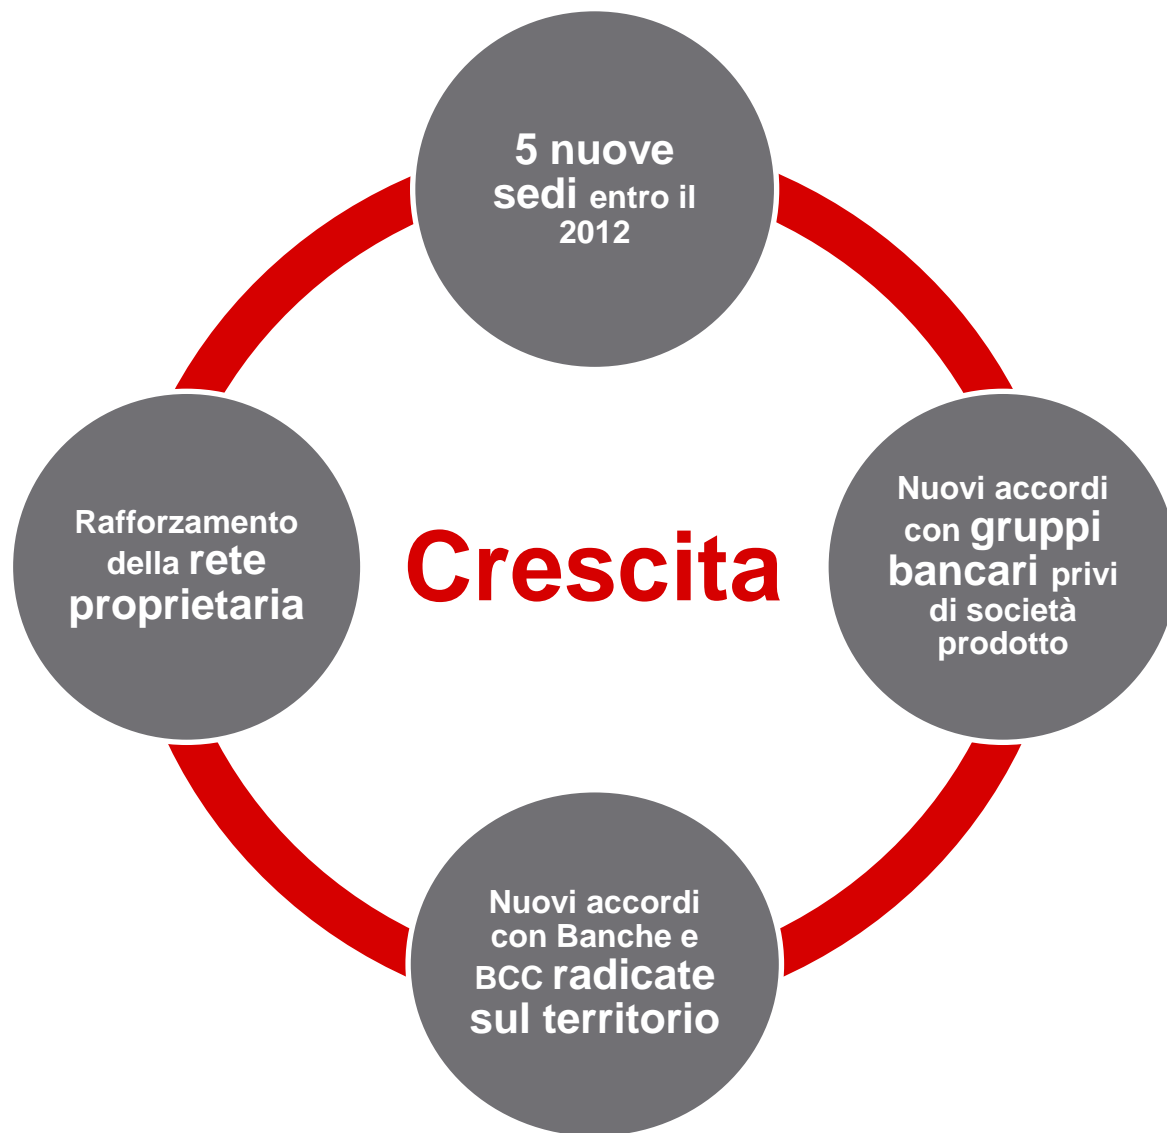 5 nuove
sedi entro il
2012
Rafforzamento
della rete
proprietaria
Crescita
Nuovi accordi
con gruppi
bancari privi
di società
prodotto
Nuovi accordi
con Banche e
BCC radicate
sul territorio